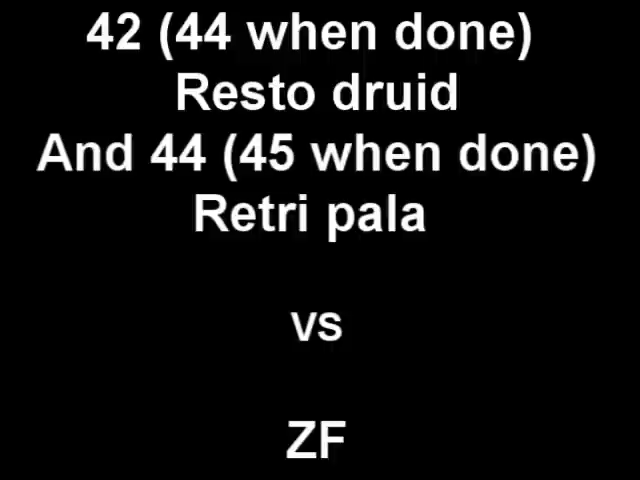 42 (44 when done)
Resto druid
And 44 (45 when done)
Retri pala
vs
ZF